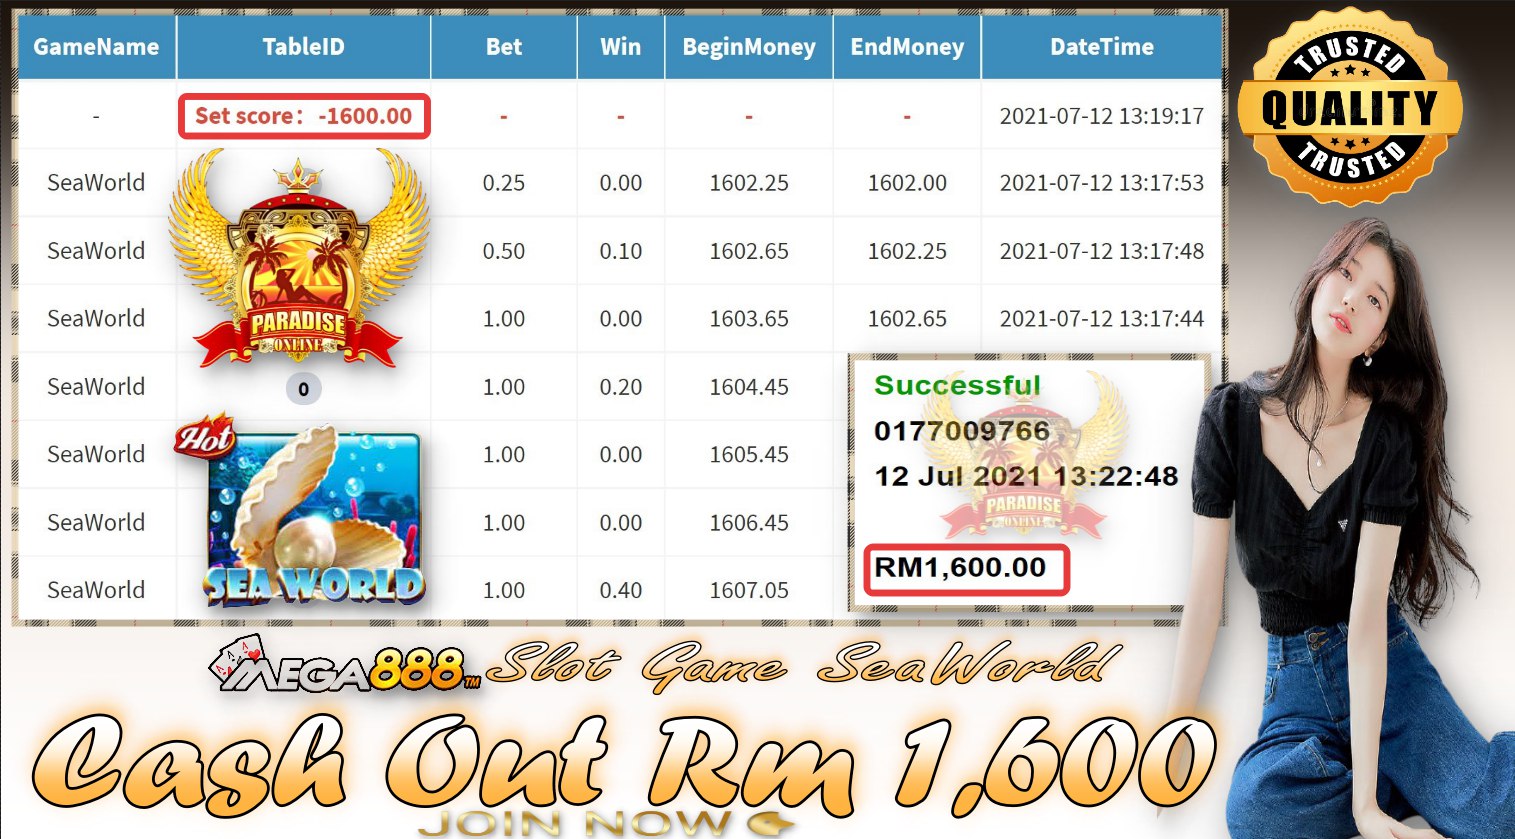 GameName TableID Bet Win BeginMoney EndMoney DateTime
- Set score: -1600.00 - - - - 2021-07-12 13:19:17
SeaWorld 0.25 0.00 1602.25 1602.00 2021-07-12 13:17:53
SeaWorld 0.50 0.10 1602.65 1602.25 2021-07-12 13:17:48
SeaWorld 1.00 0.00 1603.65 1602.65 2021-07-12 13:17:44
SeaWorld 0 1.00 0.20 1604.45
SeaWorld 1.00 0.00 1605.45
SeaWorld 1.00 0.00 1606.45
SeaWorld 1.00 0.40 1607.05
PARADISE
ONLINE
Hot
SEA WORLD
Successful
0177009766
12 Jul 2021 13:22:48
PARADISE
ONLINE
RM1,600.00
TRUSTED
QUALITY
TRUSTED
MEGA888 TM Slot Game SeaWorld
Cash Out Rm 1,600
JOIN NOW